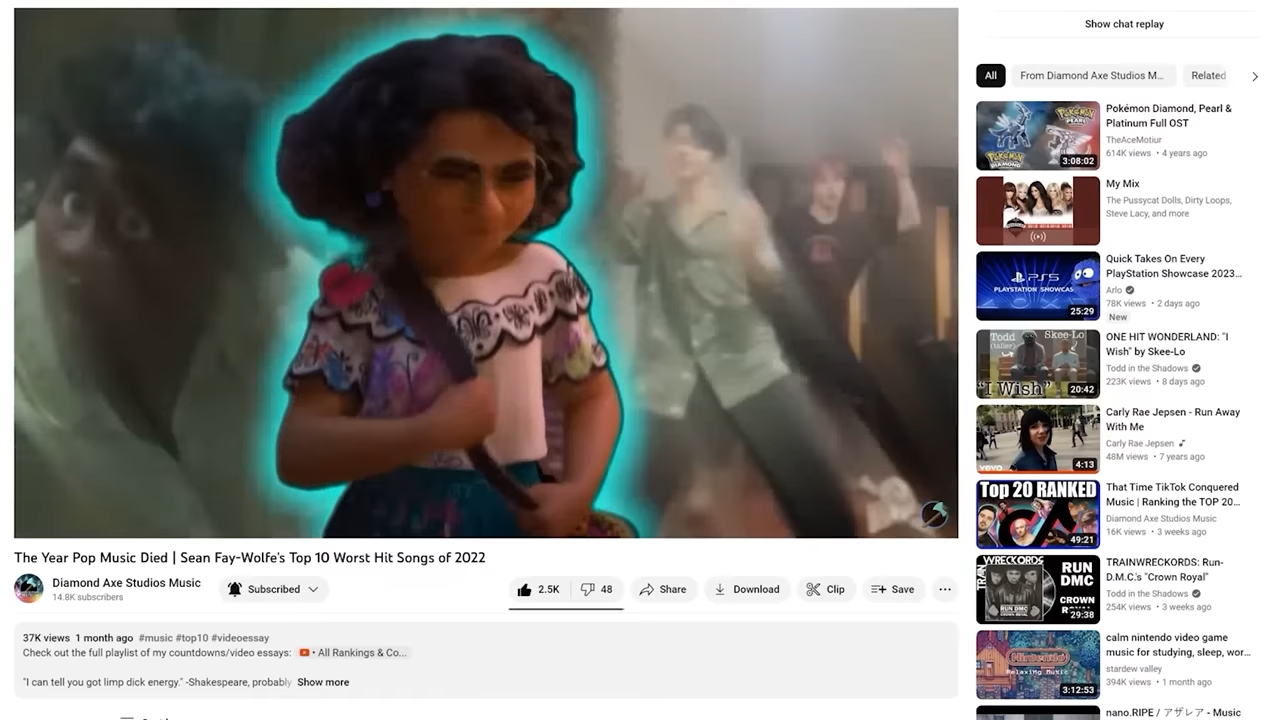 The Year Pop Music Died | Sean Fay-Wolfe's Top 10 Worst Hit Songs of 2022
Diamond Axe Studios Music
14.8K subscribers
Subscribed
2.5K
48
Share
Download
Clip
Save
37K views 1 month ago #music #top10 #videoessay
Check out the full playlist of my countdowns/video essays: • All Rankings & Co...
"I can tell you got limp dick energy." -Shakespeare, probably Show more
Show chat replay
All
From Diamond Axe Studios M...
Related
POKéMON PEARL
POKéMON DIAMOND
3:08:02
Pokémon Diamond, Pearl &
Platinum Full OST
TheAceMotiur
614K views • 4 years ago
My Mix
The Pussycat Dolls, Dirty Loops,
Steve Lacy, and more
PS5
PLAYSTATION SHOWCAS
25:29
Quick Takes On Every
PlayStation Showcase 2023...
Arlo
78K views • 2 days ago
New
Todd
(taller)
Skee-Lo
"I Wish"
20:42
ONE HIT WONDERLAND: "I
Wish" by Skee-Lo
Todd in the Shadows
223K views • 8 days ago
vevo
4:13
Carly Rae Jepsen - Run Away
With Me
Carly Rae Jepsen
48M views • 7 years ago
Top 20 RANKED
49:21
That Time TikTok Conquered
Music | Ranking the TOP 20...
Diamond Axe Studios Music
16K views • 3 weeks ago
TRAINWRECKORDS
RUN
DMC
CROWN
29:38
TRAINWRECKORDS: Run-
D.M.C.'s "Crown Royal"
Todd in the Shadows
254K views • 3 weeks ago
Nintendo
RELAXING MUSIC
3:12:53
calm nintendo video game
music for studying, sleep, wor...
stardew valley
394K views • 1 month ago
nano.RIPE / アザレア - Music